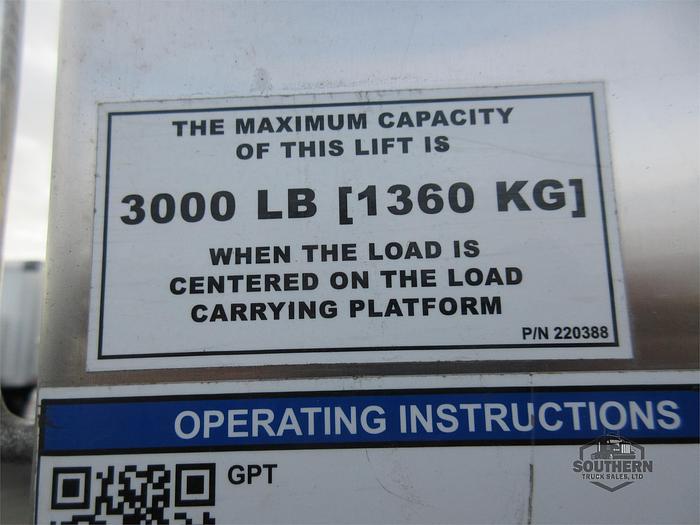 THE MAXIMUM CAPACITY
OF THIS LIFT IS
3000 LB [1360 KG]
WHEN THE LOAD IS
CENTERED ON THE LOAD
CARRYING PLATFORM
P/N 220388
OPERATING INSTRUCTIONS
GPT
SOUTHERN
TRUCK SALES, LTD